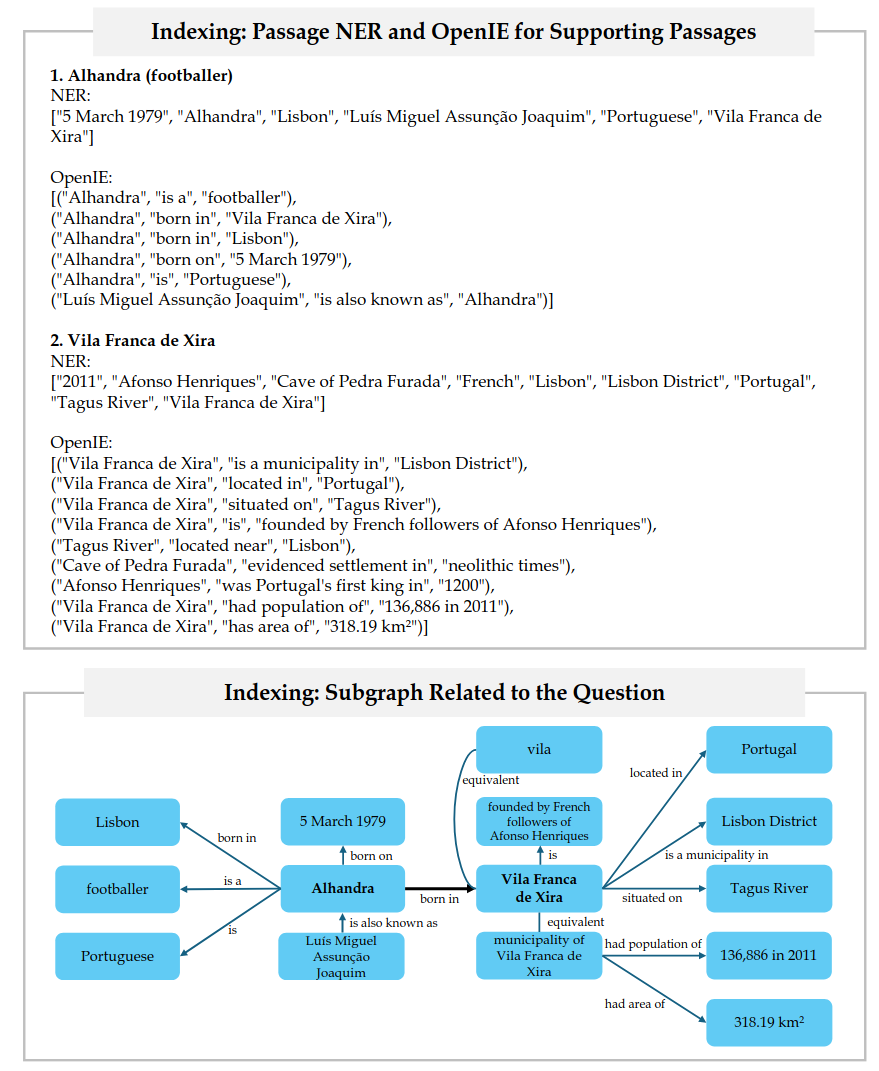 Indexing: Passage NER and OpenIE for Supporting Passages
1. Alhandra (footballer)
NER:
["5 March 1979", "Alhandra", "Lisbon", "Luís Miguel Assunção Joaquim", "Portuguese", "Vila Franca de
Xira"]
OpenIE:
[("Alhandra", "is a", "footballer"),
("Alhandra", "born in", "Vila Franca de Xira"),
("Alhandra", "born in", "Lisbon"),
("Alhandra", "born on", "5 March 1979"),
("Alhandra", "is", "Portuguese"),
("Luís Miguel Assunção Joaquim", "is also known as", "Alhandra")]
2. Vila Franca de Xira
NER:
["2011", "Afonso Henriques", "Cave of Pedra Furada", "French", "Lisbon", "Lisbon District", "Portugal",
"Tagus River", "Vila Franca de Xira"]
OpenIE:
[("Vila Franca de Xira", "is a municipality in", "Lisbon District"),
("Vila Franca de Xira", "located in", "Portugal"),
("Vila Franca de Xira", "situated on", "Tagus River"),
("Vila Franca de Xira", "is", "founded by French followers of Afonso Henriques"),
("Tagus River", "located near", "Lisbon"),
("Cave of Pedra Furada", "evidenced settlement in", "neolithic times"),
("Afonso Henriques", "was Portugal's first king in", "1200"),
("Vila Franca de Xira", "had population of", "136,886 in 2011"),
("Vila Franca de Xira", "has area of", "318.19 km²")]
Indexing: Subgraph Related to the Question
vila
Portugal
located in
equivalent
Lisbon
5 March 1979
founded by French
followers of
Afonso Henriques
Lisbon District
born in
born on
is
is a municipality in
footballer
is a
Alhandra
born in
Vila Franca
de Xira
situated on
Tagus River
is
is also known as
equivalent
Portuguese
Luís Miguel
Assunção
Joaquim
municipality of
Vila Franca de
Xira
had population of
136,886 in 2011
had area of
318.19 km²